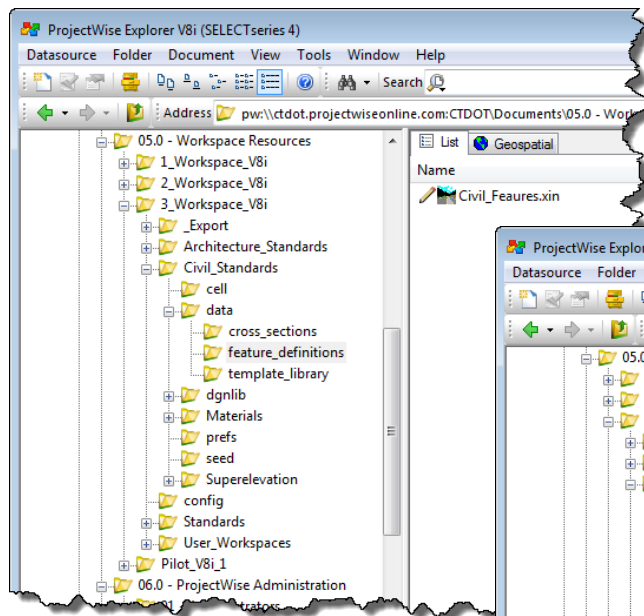 ProjectWise Explorer V8i (SELECTseries 4)
Datasource Folder Document View Tools Window Help
Search
Address pw:\\ctdot.projectwiseonline.com:CTDOT\Documents\05.0 - Work
05.0 - Workspace Resources
1_Workspace_V8i
2_Workspace_V8i
3_Workspace_V8i
_Export
Architecture_Standards
Civil_Standards
cell
data
cross_sections
feature_definitions
template_library
dgnlib
Materials
prefs
seed
Superelevation
config
Standards
User_Workspaces
Pilot_V8i_1
06.0 - ProjectWise Administration
List Geospatial
Name
Civil_Feaures.xin
ProjectWise Explor
Datasource Folder
05.0